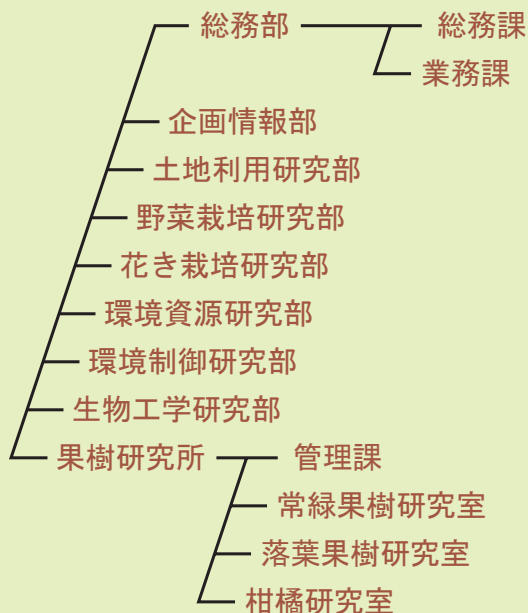 総務部 総務課
業務課
企画情報部
土地利用研究部
野菜栽培研究部
花き栽培研究部
環境資源研究部
環境制御研究部
生物工学研究部
果樹研究所 管理課
常緑果樹研究室
落葉果樹研究室
柑橘研究室